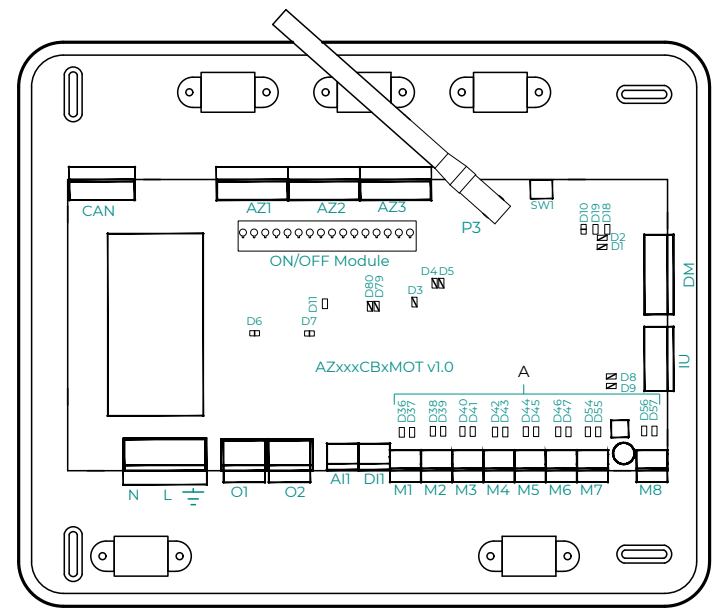 CAN
AZ1
AZ2
AZ3
P3
SW1
D10
D19
D18
D2
D1
ON/OFF Module
DM
D4
D5
D80
D79
D3
D11
D6
D7
AZxxxCBxMOT v1.0
A
IU
D8
D9
D36
D37
D38
D39
D40
D41
D42
D43
D44
D45
D46
D47
D54
D55
D56
D57
N
L
O1
O2
AI1
DI1
M1
M2
M3
M4
M5
M6
M7
M8